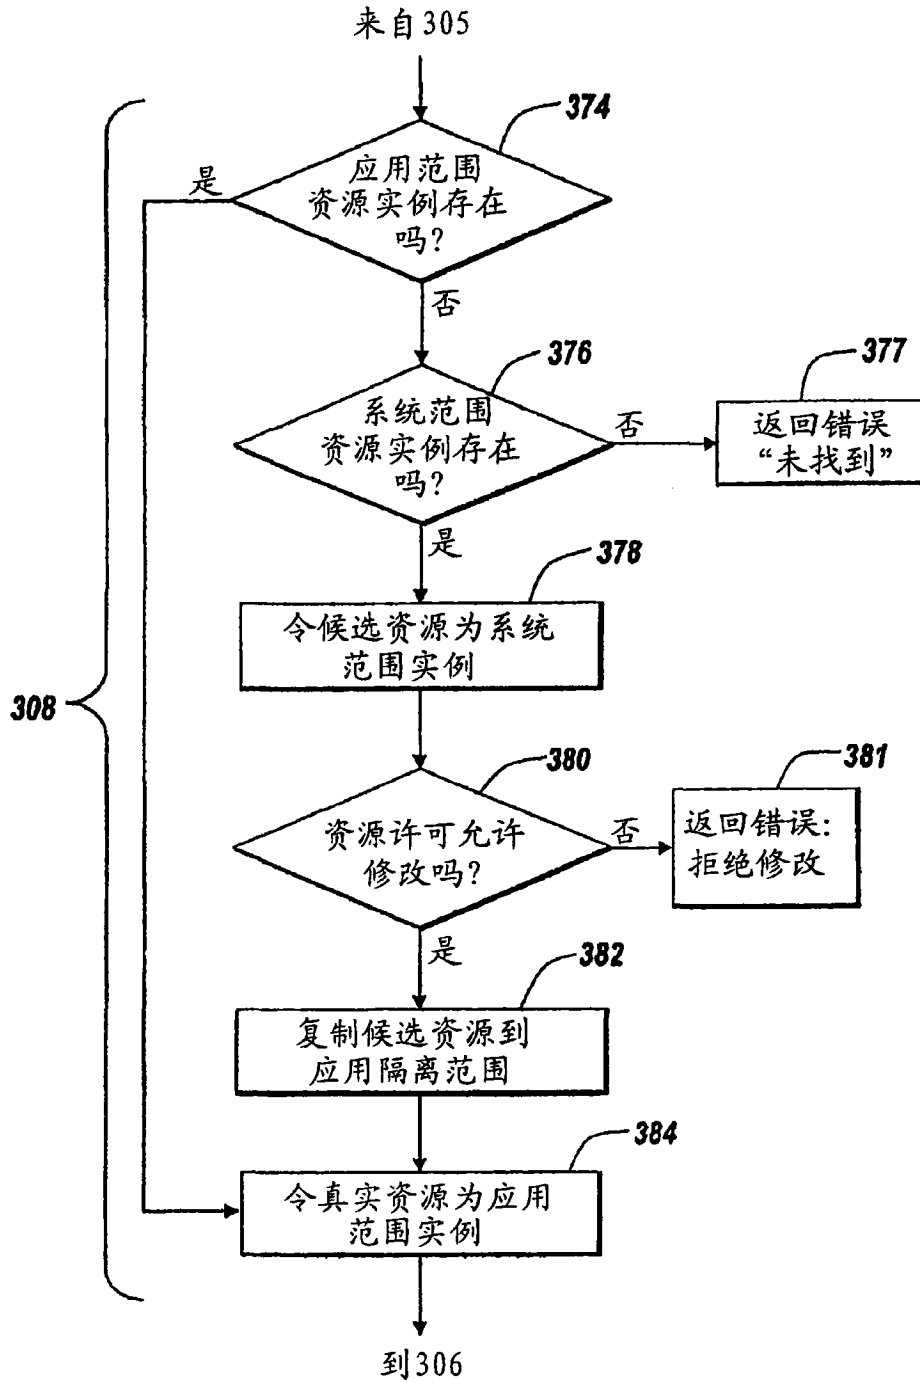 来自305
374
应用范围
资源实例存在
吗?
是
否
376
系统范围
资源实例存在
吗?
否
377
返回错误
“未找到”
是
378
令候选资源为系统
范围实例
308
380
资源许可允许
修改吗?
否
381
返回错误:
拒绝修改
是
382
复制候选资源到
应用隔离范围
384
令真实资源为应用
范围实例
到306